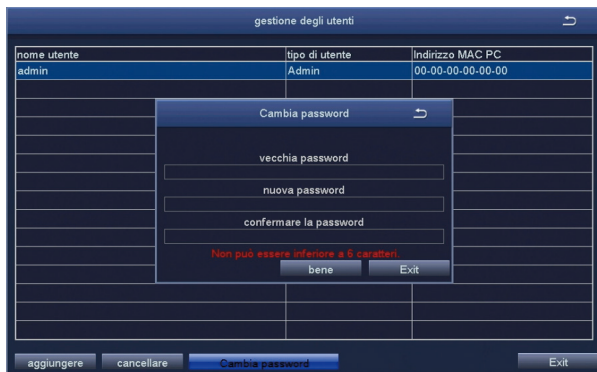 gestione degli utenti
nome utente tipo di utente Indirizzo MAC PC
admin Admin 00-00-00-00-00-00
Cambia password
vecchia password
nuova password
confermare la password
Non può essere inferiore a 6 caratteri.
bene Exit
aggiungere cancellare Cambia password Exit